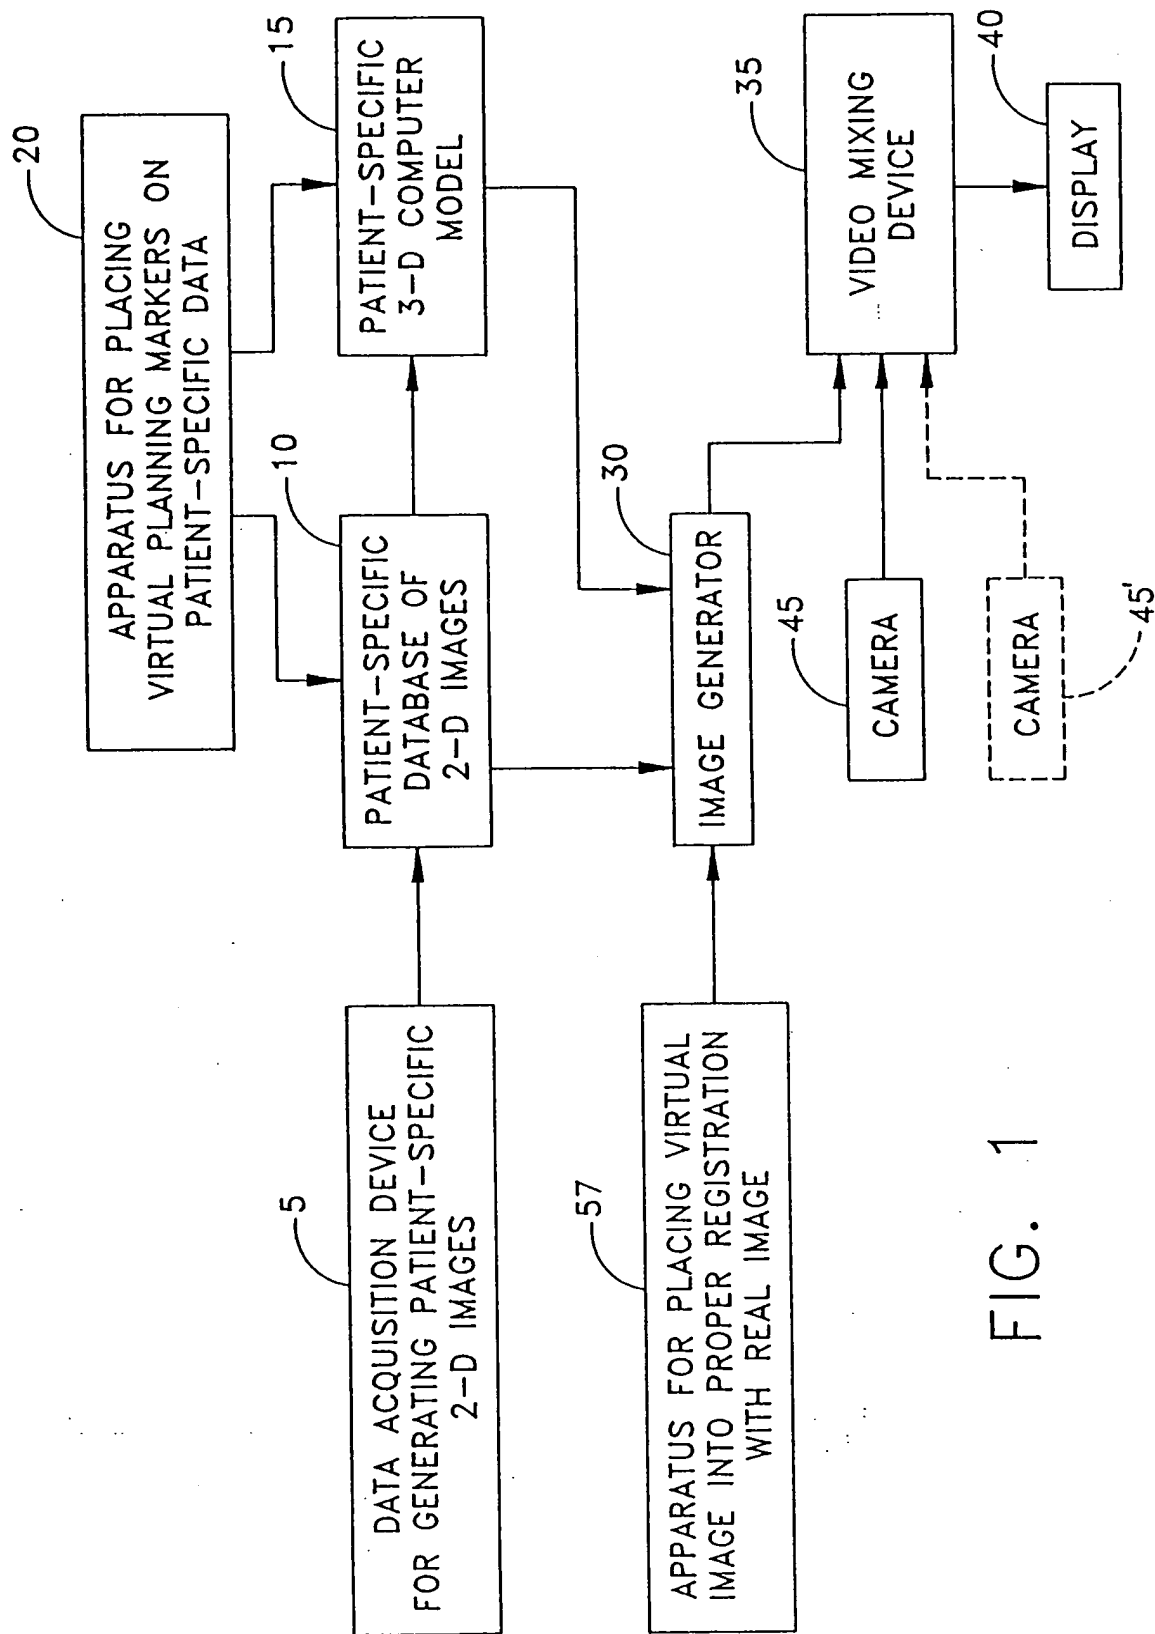 20
APPARATUS FOR PLACING
VIRTUAL PLANNING MARKERS ON
PATIENT-SPECIFIC DATA
5
DATA ACQUISITION DEVICE
FOR GENERATING PATIENT-SPECIFIC
2-D IMAGES
10
PATIENT-SPECIFIC
DATABASE OF
2-D IMAGES
15
PATIENT-SPECIFIC
3-D COMPUTER
MODEL
57
APPARATUS FOR PLACING VIRTUAL
IMAGE INTO PROPER REGISTRATION
WITH REAL IMAGE
30
IMAGE GENERATOR
35
VIDEO MIXING
DEVICE
45
CAMERA
40
DISPLAY
CAMERA
45'
FIG. 1